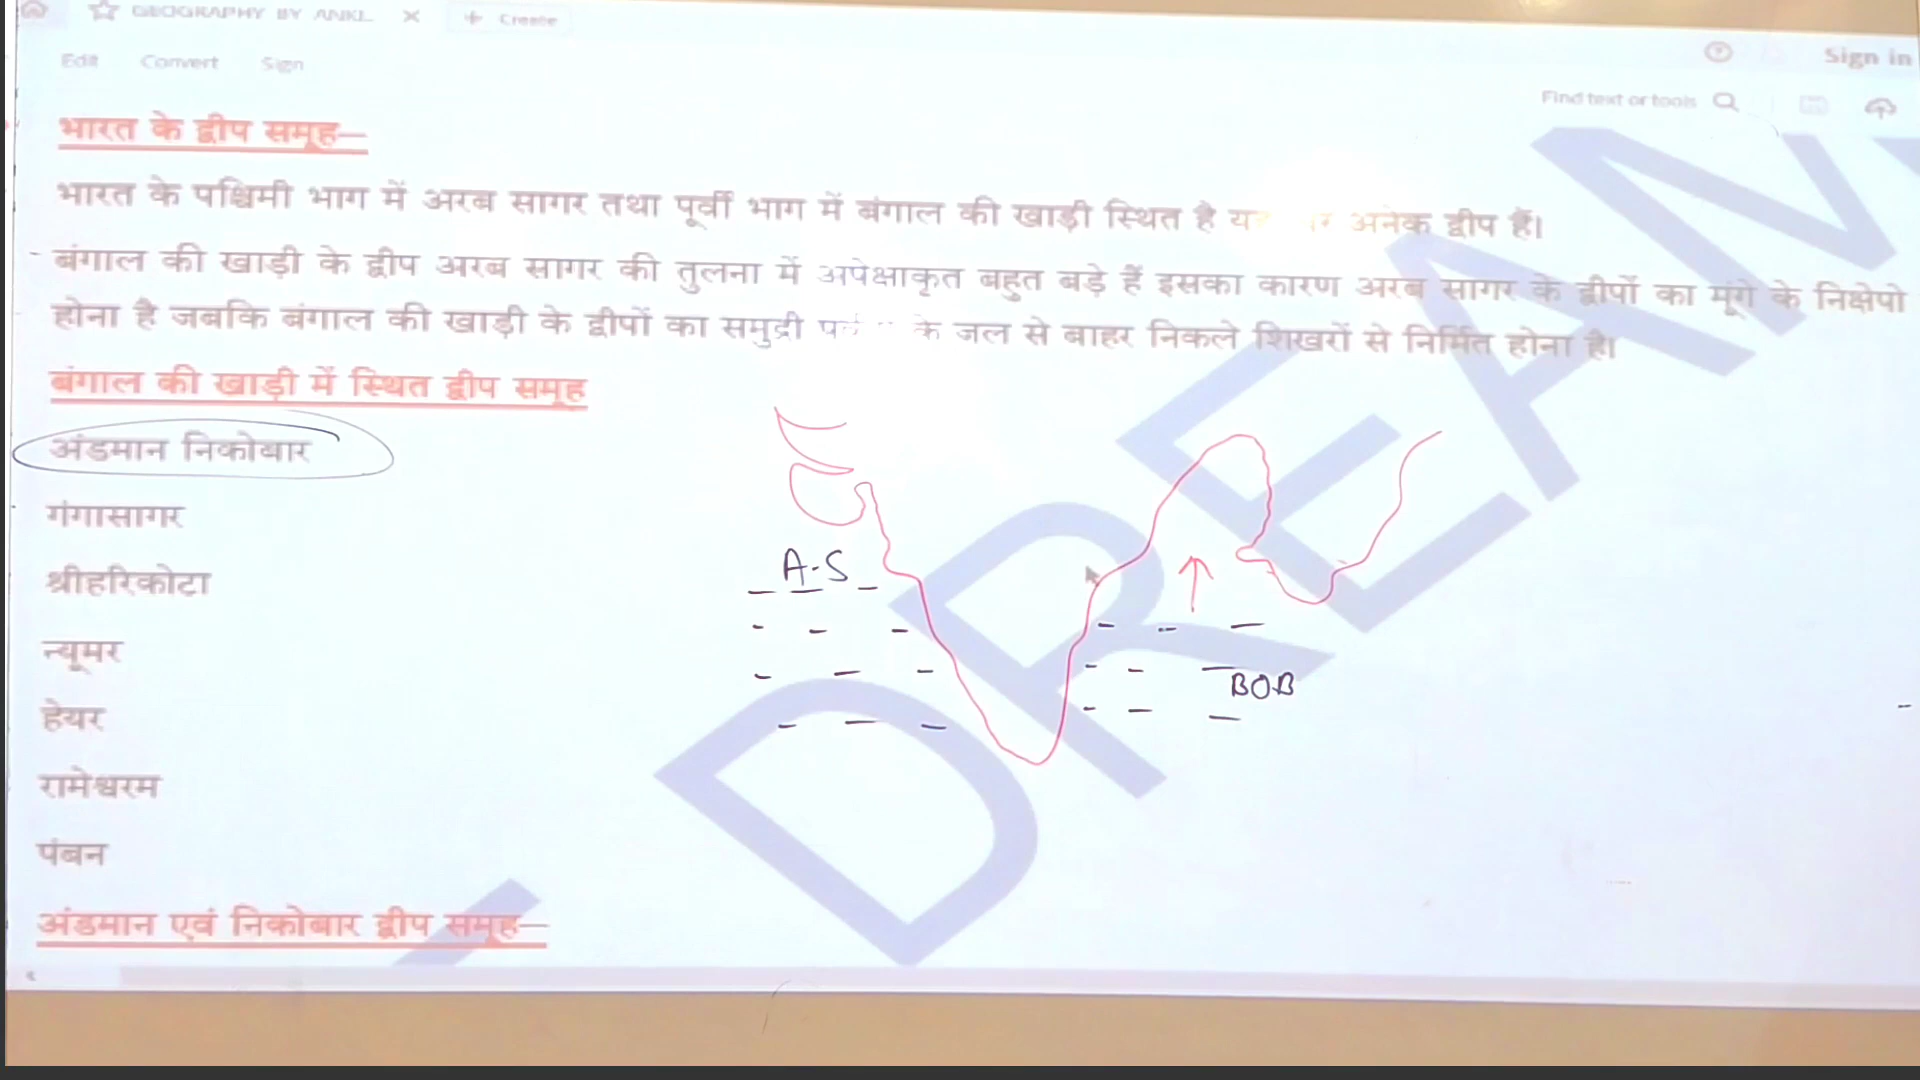 GEOGRAPHY BY ANKI... × + Create
Edit Convert Sign
Sign in
Find text or tools
भारत के द्वीप समूह—
भारत के पश्चिमी भाग में अरब सागर तथा पूर्वी भाग में बंगाल की खाड़ी स्थित है अनेक द्वीप हैं।
- बंगाल की खाड़ी के द्वीप अरब सागर की तुलना में अपेक्षाकृत बहुत बड़े हैं इसका कारण अरब सागर के द्वीपों का मूंगे के निक्षेपो
होना है जबकि बंगाल की खाड़ी के द्वीपों का समुद्री के जल से बाहर निकले शिखरों से निर्मित होना है।
बंगाल की खाड़ी में स्थित द्वीप समूह
अंडमान निकोबार
गंगासागर
श्रीहरिकोटा
A-S
न्यूमर
BOB
हेयर
रामेश्वरम
पंबन
अंडमान एवं निकोबार द्वीप समूह—
DREAM